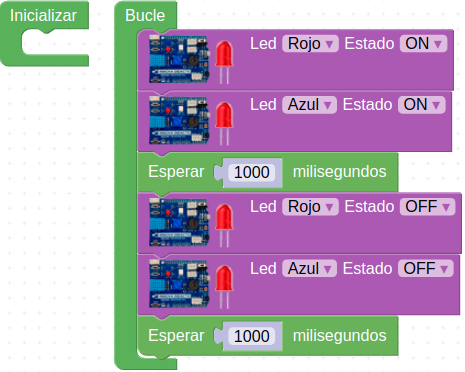 Inicializar
Bucle
Led Rojo Estado ON
Led Azul Estado ON
Esperar 1000 milisegundos
Led Rojo Estado OFF
Led Azul Estado OFF
Esperar 1000 milisegundos